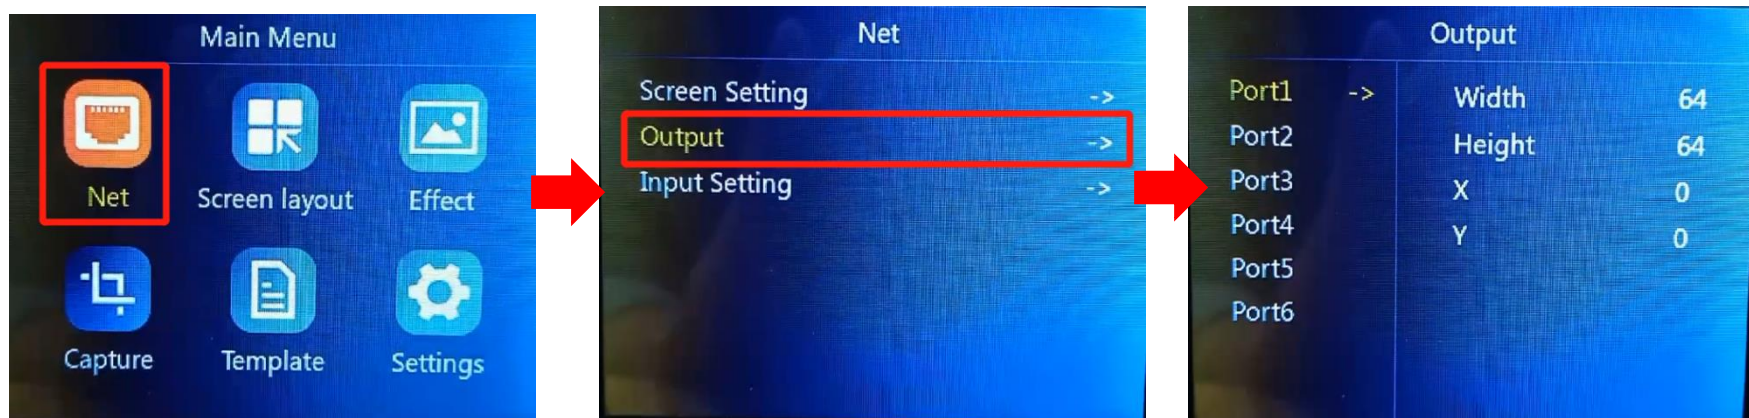 Main Menu
Net
Screen layout
Effect
Capture
Template
Settings
Net
Screen Setting ->
Output ->
Input Setting ->
Output
Port1 -> Width 64
Port2 Height 64
Port3 X 0
Port4 Y 0
Port5
Port6